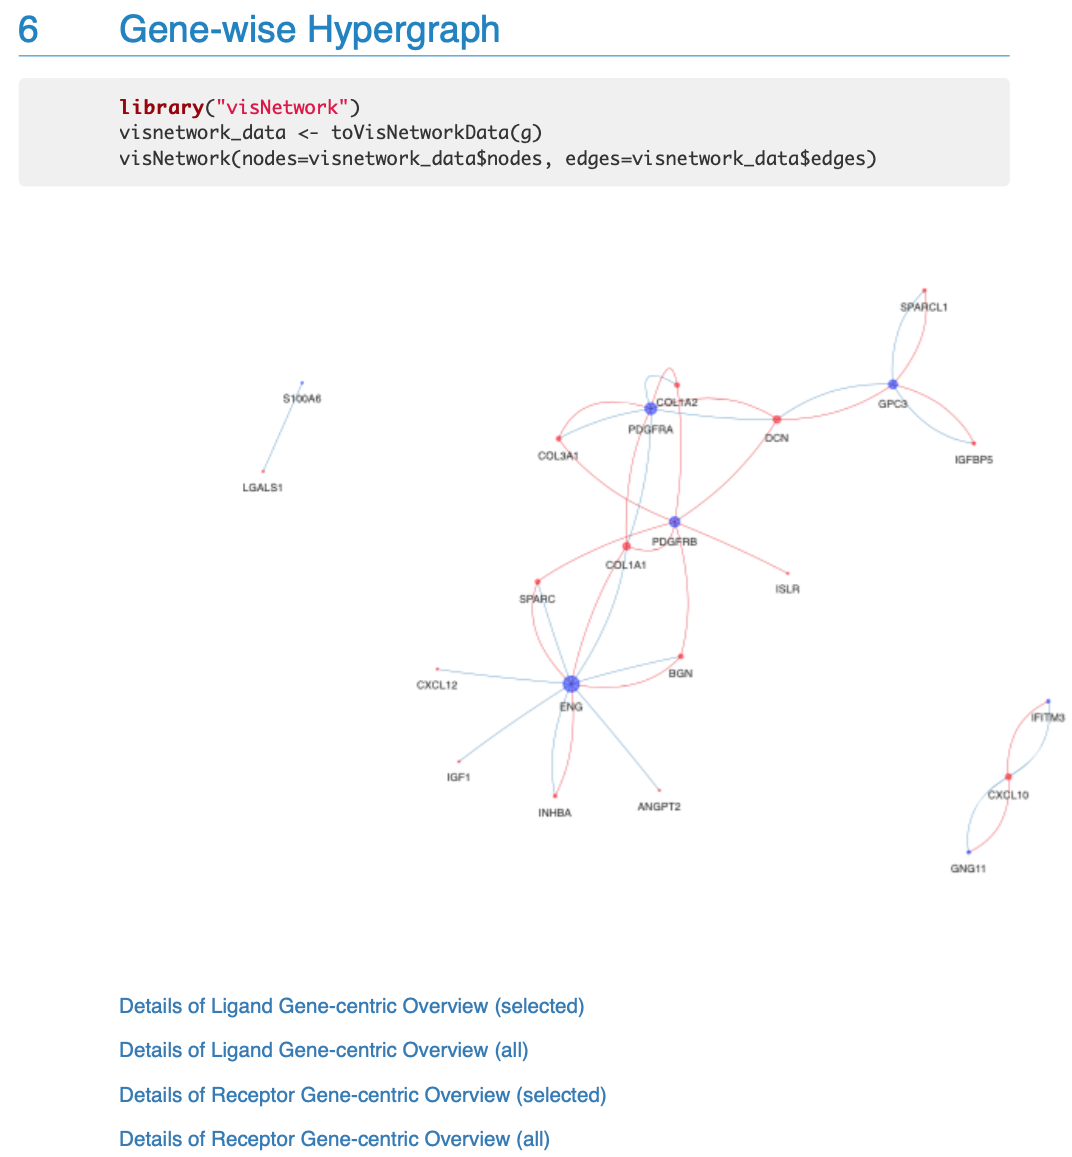 6 Gene-wise Hypergraph
library("visNetwork")
visnetwork_data <- toVisNetworkData(g)
visNetwork(nodes=visnetwork_data$nodes, edges=visnetwork_data$edges)
SPARCL1
S100A6
COL1A2
GPC3
PDGFRA
DCN
COL3A1
IGFBP5
LGALS1
PDGFRB
COL1A1
ISLR
SPARC
BGN
CXCL12
ENG
IFITM3
IGF1
CXCL10
ANGPT2
INHBA
GNG11
Details of Ligand Gene-centric Overview (selected)
Details of Ligand Gene-centric Overview (all)
Details of Receptor Gene-centric Overview (selected)
Details of Receptor Gene-centric Overview (all)